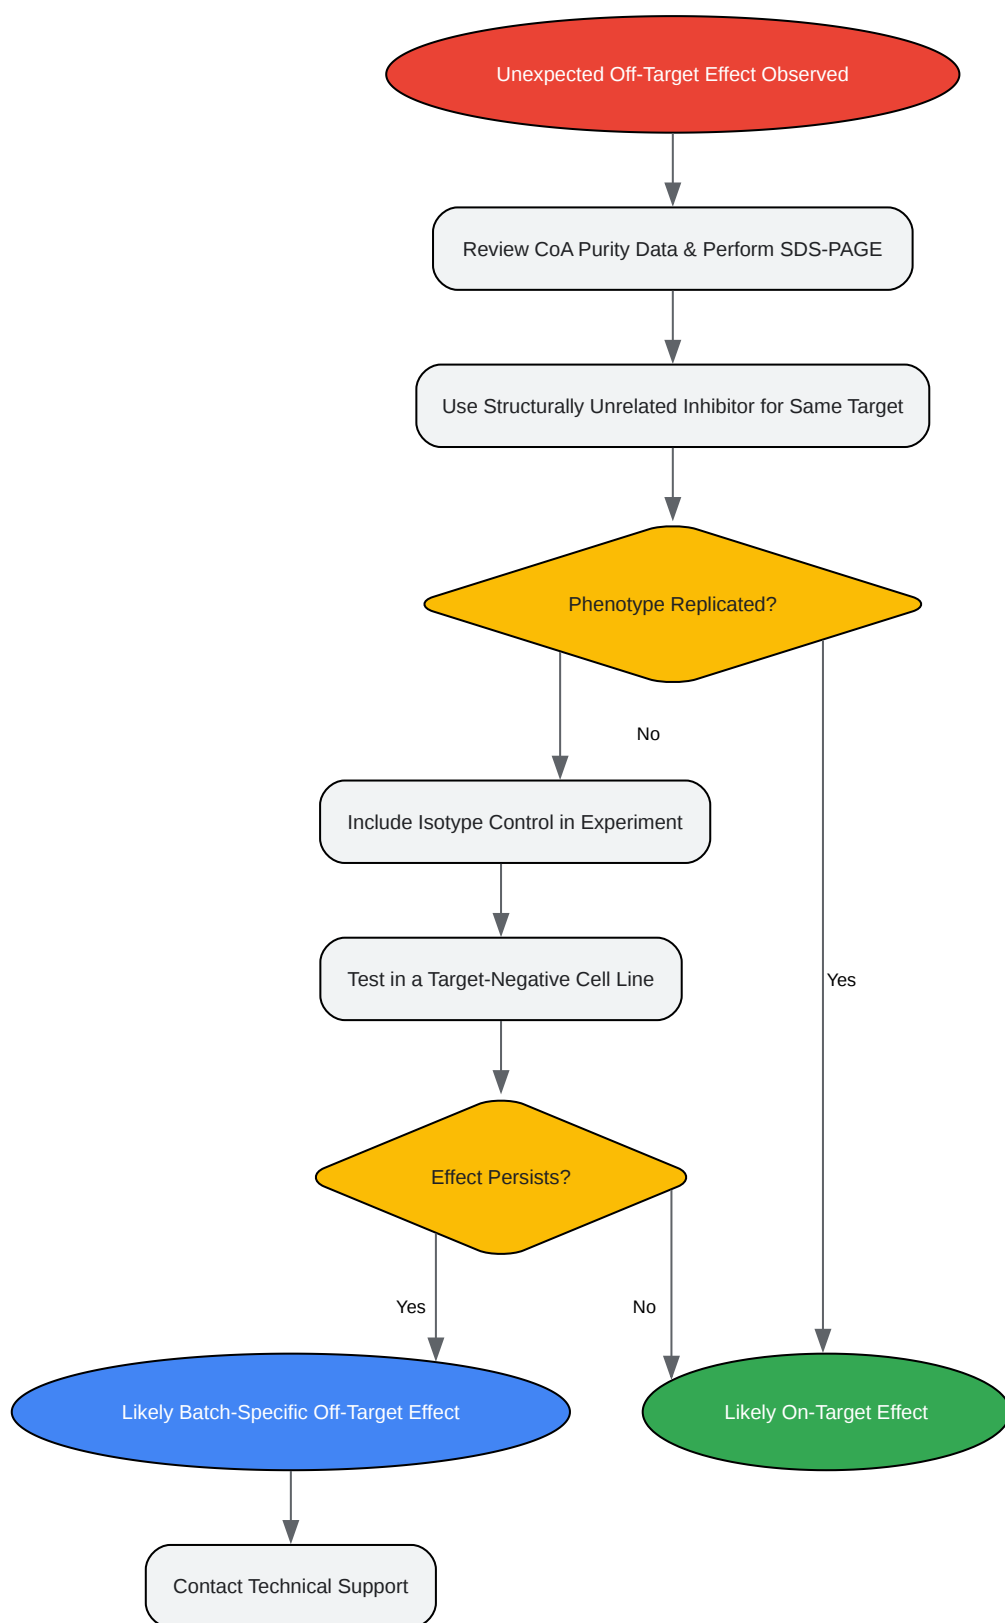 Unexpected Off-Target Effect Observed
Review CoA Purity Data & Perform SDS-PAGE
Use Structurally Unrelated Inhibitor for Same Target
Phenotype Replicated?
No
Include Isotype Control in Experiment
Test in a Target-Negative Cell Line
Yes
Effect Persists?
Yes
No
Likely Batch-Specific Off-Target Effect
Likely On-Target Effect
Contact Technical Support